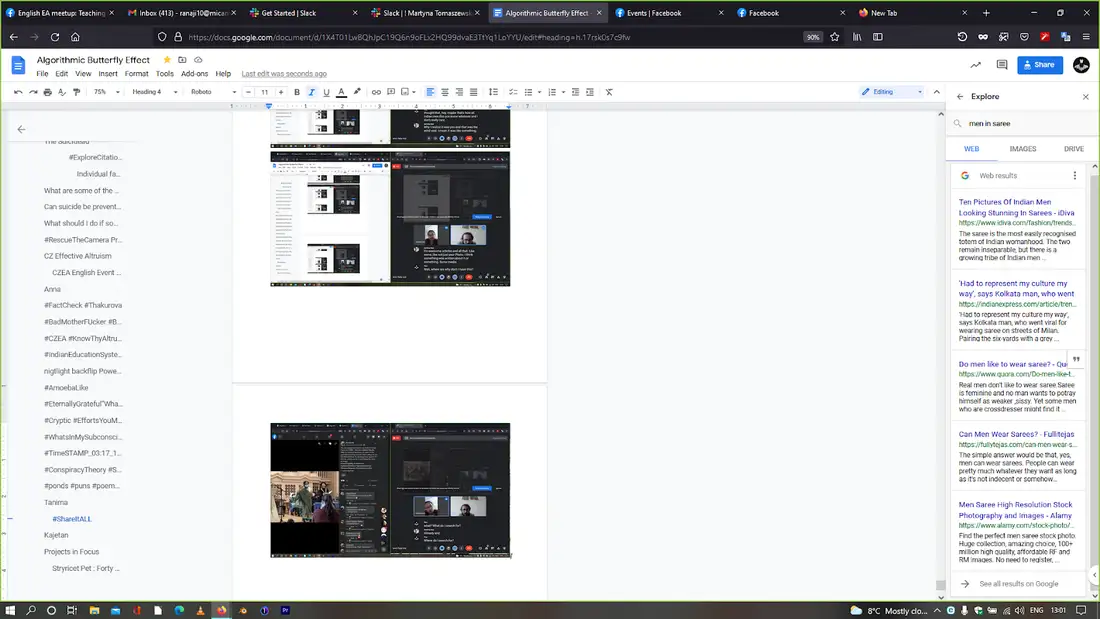 English EA meetup: Teaching
Inbox (413) - ranaji10@mican
Get Started | Slack
Slack | ! Martyna Tomaszewsk
Algorithmic Butterfly Effect -
Events | Facebook
Facebook
New Tab
90%
Algorithmic Butterfly Effect
File Edit View Insert Format Tools Add-ons Help Last edit was seconds ago
Share
75% Heading 4 Roboto 11 Editing
Explore
men in saree
WEB IMAGES DRIVE
Web results
Ten Pictures Of Indian Men
Looking Stunning In Sarees - iDiva
https://www.idiva.com/fashion/trends...
The saree is the most easily recognised
totem of Indian womanhood. The two
remain inseparable, but there is a
growing tribe of Indian men ...
'Had to represent my culture my
way', says Kolkata man, who went
https://indianexpress.com/article/tren...
'Had to represent my culture my way',
says Kolkata man, who went viral for
wearing saree on streets of Milan.
Pairing the six-yards with a grey ...
Do men like to wear saree? - Qu
https://www.quora.com/Do-men-like-t...
Real men don't like to wear saree.Saree
is feminine and no man wants to potray
himself as weaker ,sissy. Yet some men
who are crossdresser might find it ...
Can Men Wear Sarees? - Fullitejas
https://fullytejas.com/can-men-wear-s...
The simple answer would be that, yes,
men can wear sarees. People can wear
pretty much whatever they want as long
as it's not indecent or somehow...
Men Saree High Resolution Stock
Photography and Images - Alamy
https://www.alamy.com/stock-photo/...
Find the perfect men saree stock photo.
Huge collection, amazing choice, 100+
million high quality, affordable RF and
RM images. No need to register, ...
See all results on Google
#ExploreCitatio...
Individual fa...
What are some of the ...
Can suicide be prevent...
What should I do if so...
#RescueTheCamera Pr...
CZ Effective Altruism
CZEA English Event ...
Anna
#FactCheck #Thakurova
#BadMotherFUcker #B...
#CZEA #KnowThyAltru...
#IndianEducationSyste...
nigtlight backflip Powe...
#AmoebaLike
#EternallyGrateful"Wha...
#Cryptic #EffortsYouM...
#WhatsInMySubconsci...
#TimeSTAMP_03:17_1...
#ConspiracyTheory #S...
#ponds #puns #poem...
Tanima
#ShareItALL
Kajetan
Projects in Focus
Stryricet Pet : Forty ...
8°C Mostly clo...
ENG
13:01